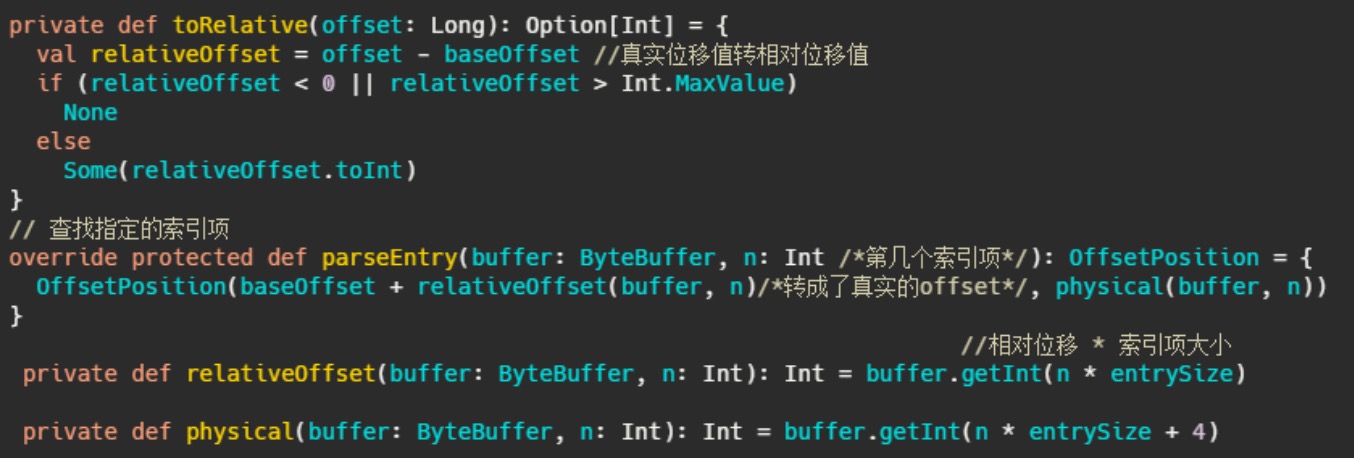 private def toRelative(offset: Long): Option[Int] = {
  val relativeOffset = offset - baseOffset //真实位移值转相对位移值
  if (relativeOffset < 0 || relativeOffset > Int.MaxValue)
    None
  else
    Some(relativeOffset.toInt)
}
// 查找指定的索引项
override protected def parseEntry(buffer: ByteBuffer, n: Int /*第几个索引项*/): OffsetPosition = {
  OffsetPosition(baseOffset + relativeOffset(buffer, n)/*转成了真实的offset*/, physical(buffer, n))
}
//相对位移 * 索引项大小
 private def relativeOffset(buffer: ByteBuffer, n: Int): Int = buffer.getInt(n * entrySize)
 private def physical(buffer: ByteBuffer, n: Int): Int = buffer.getInt(n * entrySize + 4)